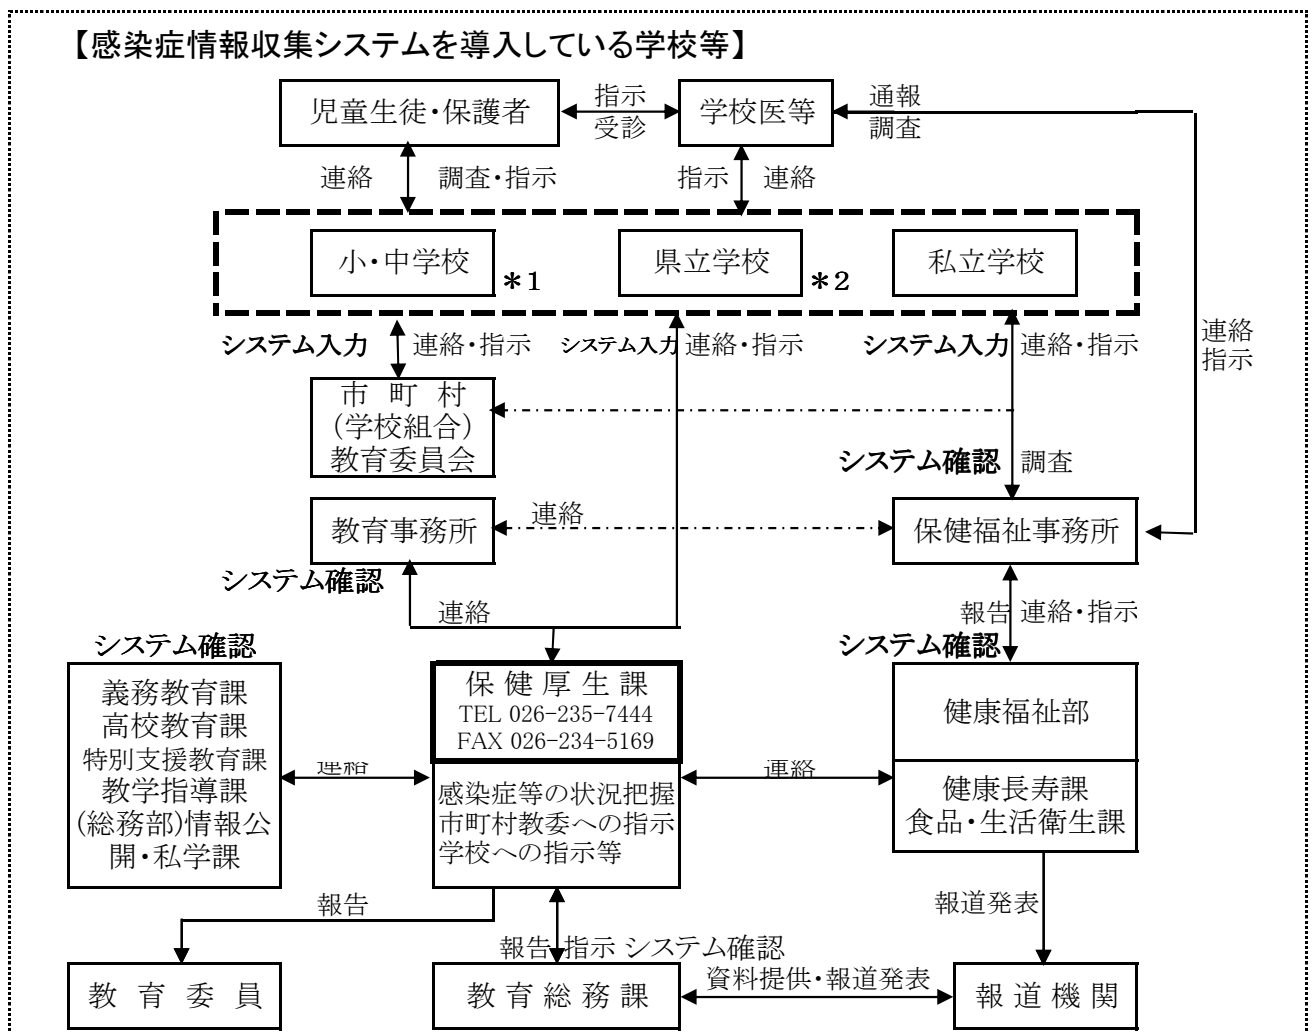 【感染症情報収集システムを導入している学校等】
児童生徒・保護者
指示
受診
学校医等
通報
調査
連絡
調査・指示
指示
連絡
小・中学校
＊1
県立学校
＊2
私立学校
連絡
指示
システム入力
連絡・指示
システム入力
連絡・指示
システム入力
連絡・指示
市町村
(学校組合)
教育委員会
システム確認
調査
教育事務所
連絡
保健福祉事務所
システム確認
連絡
報告
連絡・指示
システム確認
システム確認
義務教育課
高校教育課
特別支援教育課
教学指導課
(総務部)情報公
開・私学課
連絡
保健厚生課
TEL 026-235-7444
FAX 026-234-5169
感染症等の状況把握
市町村教委への指示
学校への指示等
連絡
健康福祉部
健康長寿課
食品・生活衛生課
報告
報道発表
報告
指示
システム確認
教育委員
教育総務課
資料提供・報道発表
報道機関